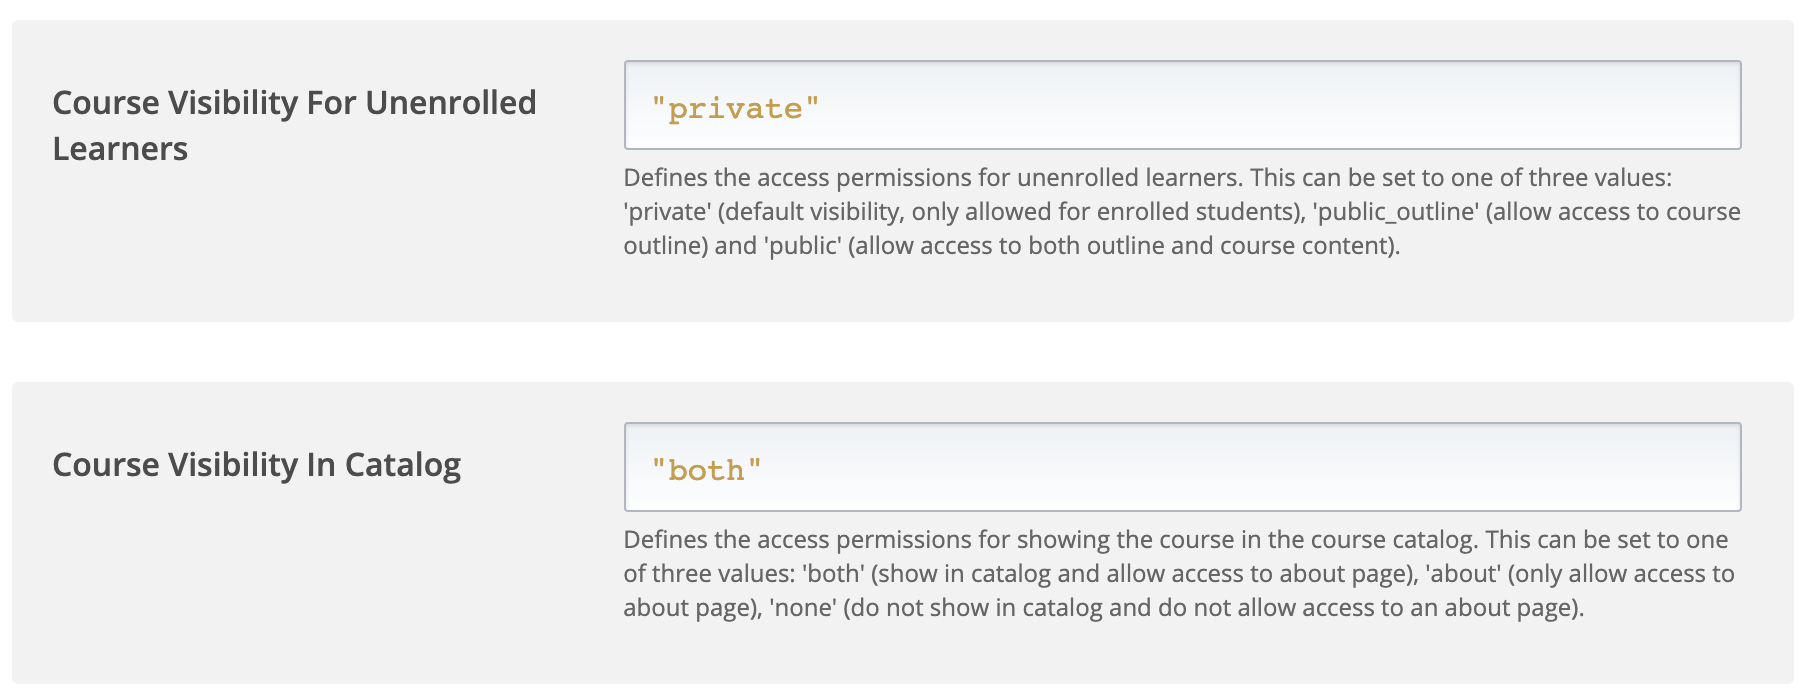 Course Visibility For Unenrolled
Learners
"private"
Defines the access permissions for unenrolled learners. This can be set to one of three values:
'private' (default visibility, only allowed for enrolled students), 'public_outline' (allow access to course
outline) and 'public' (allow access to both outline and course content).
Course Visibility In Catalog
"both"
Defines the access permissions for showing the course in the course catalog. This can be set to one
of three values: 'both' (show in catalog and allow access to about page), 'about' (only allow access to
about page), 'none' (do not show in catalog and do not allow access to an about page).